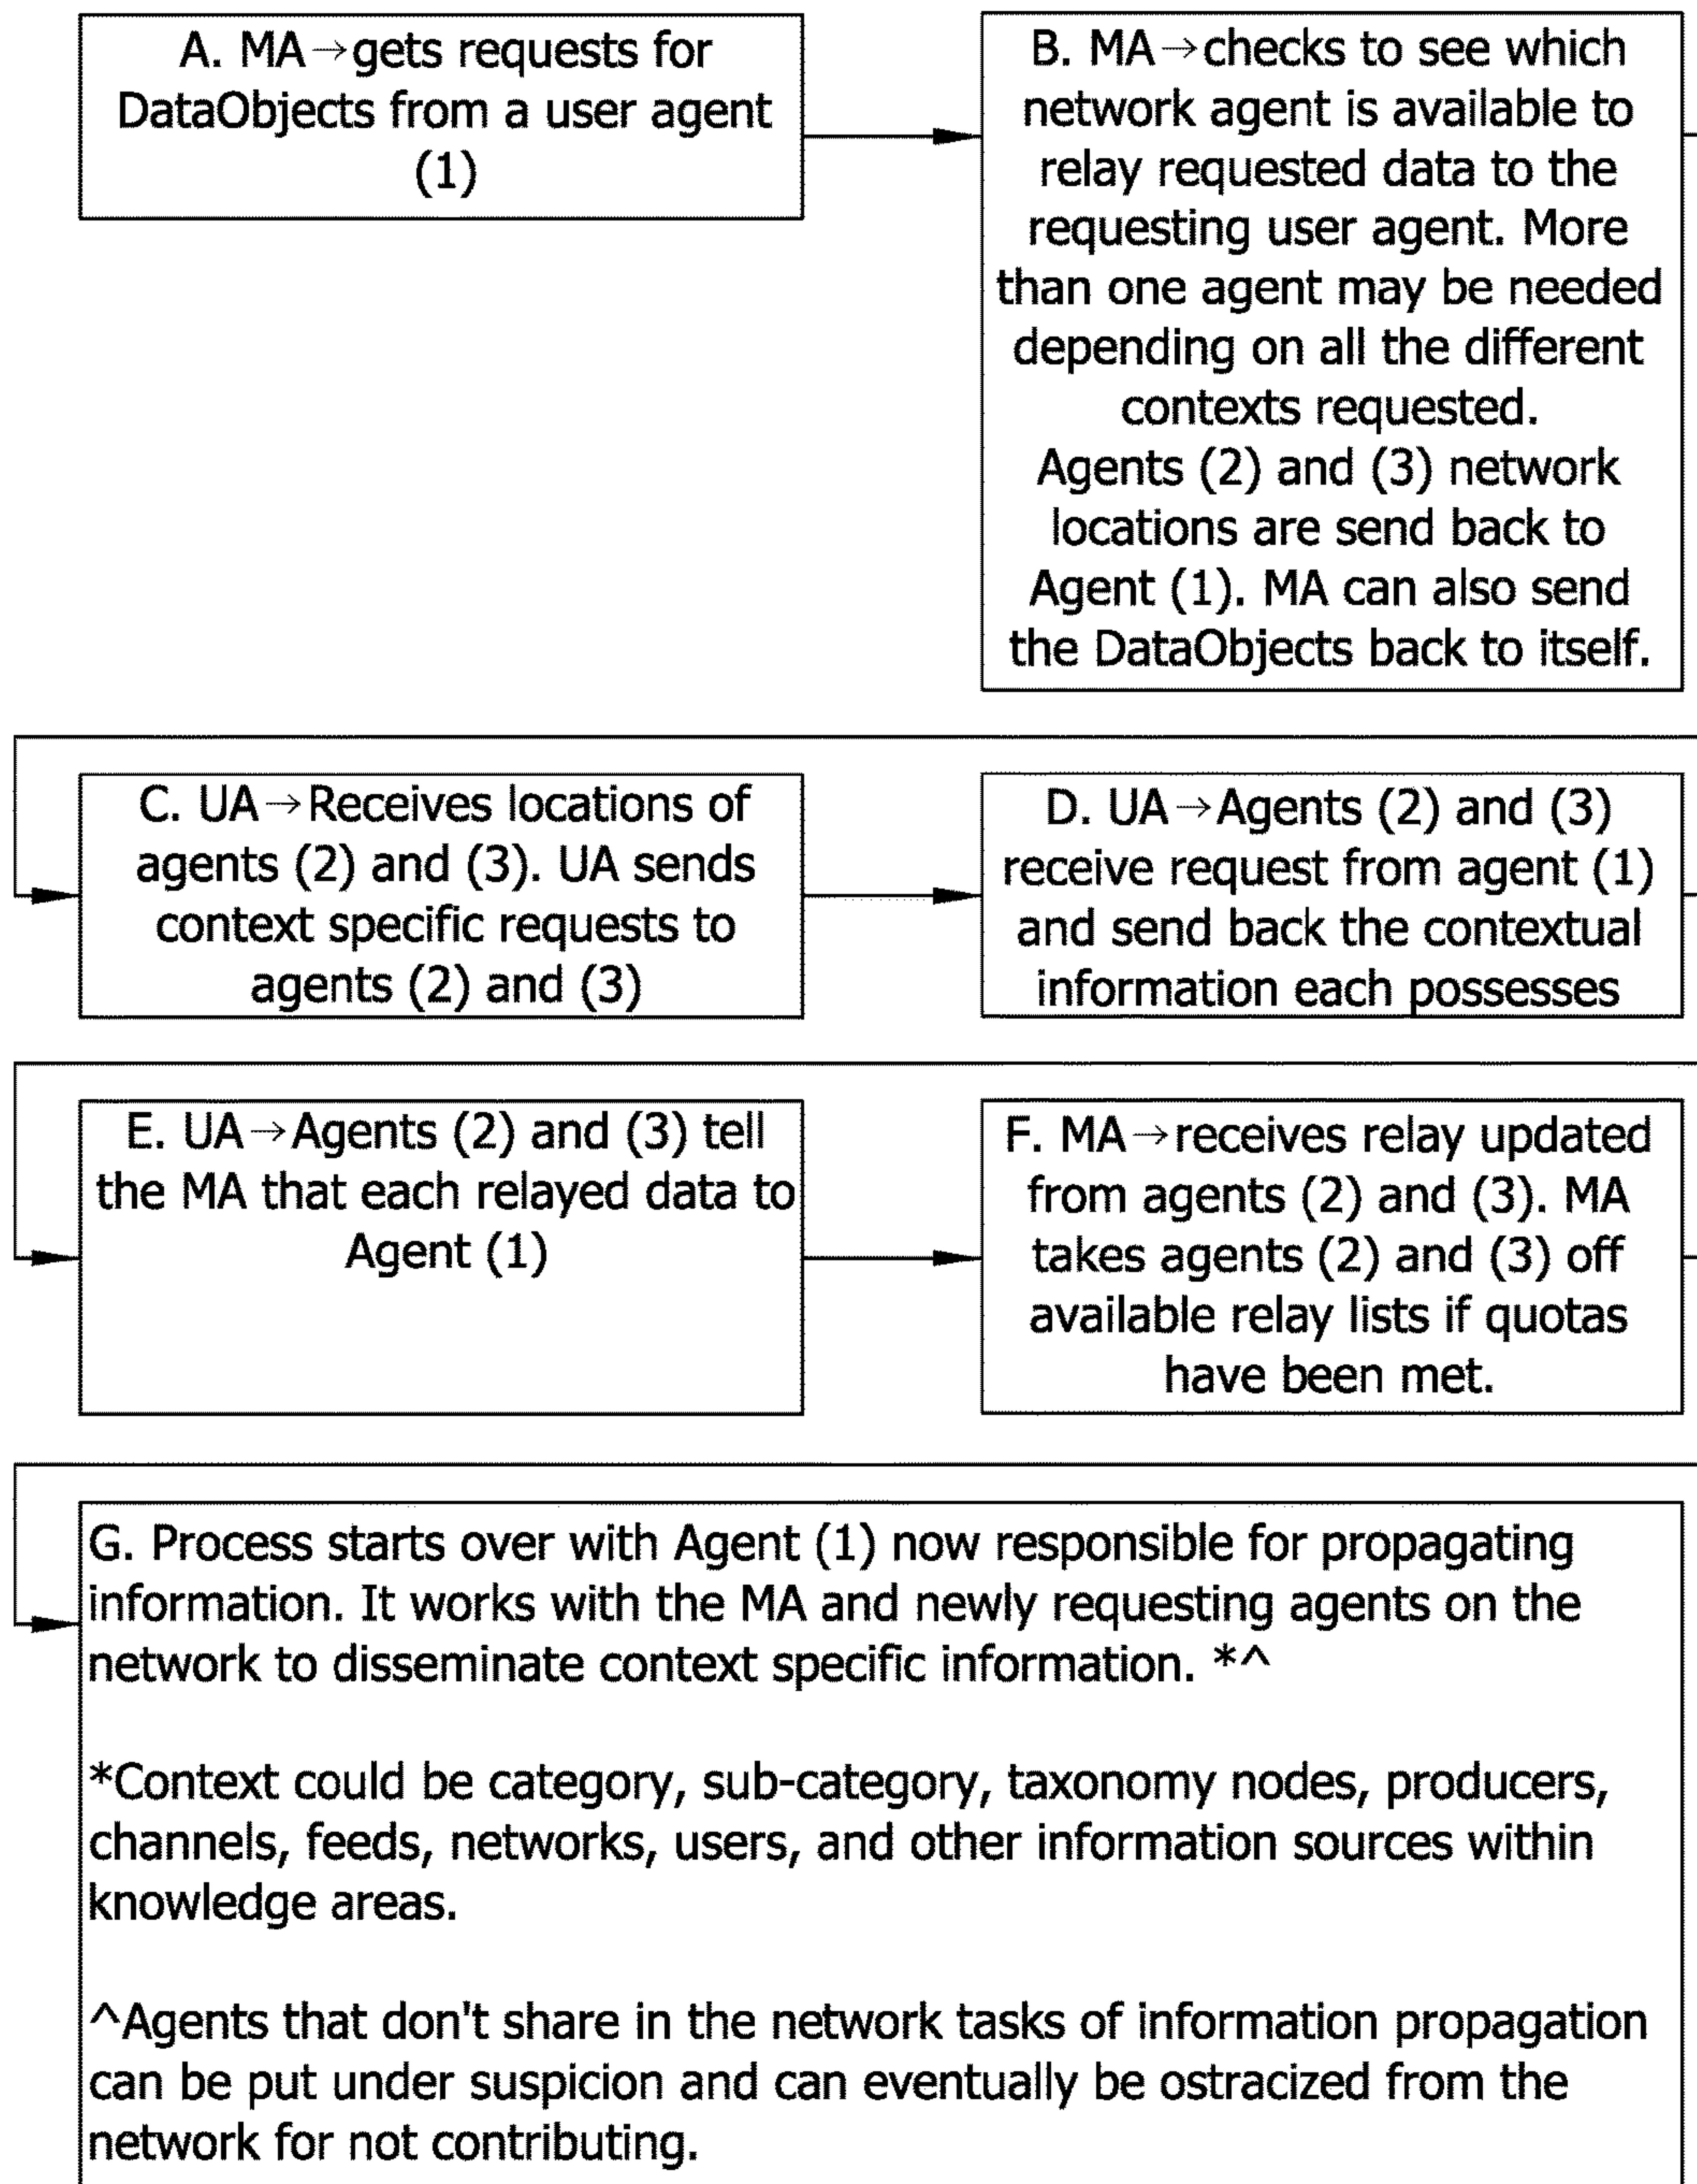 A. MA→gets requests for
DataObjects from a user agent
(1)
B. MA→checks to see which
network agent is available to
relay requested data to the
requesting user agent. More
than one agent may be needed
depending on all the different
contexts requested.
Agents (2) and (3) network
locations are send back to
Agent (1). MA can also send
the DataObjects back to itself.
C. UA→Receives locations of
agents (2) and (3). UA sends
context specific requests to
agents (2) and (3)
D. UA→Agents (2) and (3)
receive request from agent (1)
and send back the contextual
information each possesses
E. UA→Agents (2) and (3) tell
the MA that each relayed data to
Agent (1)
F. MA→receives relay updated
from agents (2) and (3). MA
takes agents (2) and (3) off
available relay lists if quotas
have been met.
G. Process starts over with Agent (1) now responsible for propagating
information. It works with the MA and newly requesting agents on the
network to disseminate context specific information. *^
*Context could be category, sub-category, taxonomy nodes, producers,
channels, feeds, networks, users, and other information sources within
knowledge areas.
^Agents that don't share in the network tasks of information propagation
can be put under suspicion and can eventually be ostracized from the
network for not contributing.